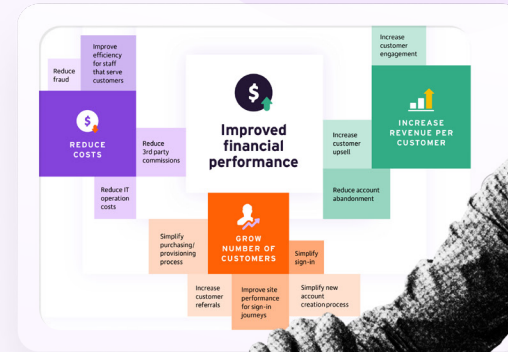 Increase
customer
engagement
Improve
efficiency
for staff
that serve
customers
Reduce
fraud
$
$
REDUCE
COSTS
Improved
financial
performance
INCREASE
REVENUE PER
CUSTOMER
Reduce
3rd party
commissions
Increase
customer
upsell
Reduce IT
operation
costs
Reduce account
abandonment
GROW
NUMBER OF
CUSTOMERS
Simplify
purchasing/
provisioning
process
Simplify
sign-in
Increase
customer
referrals
Improve site
performance
for sign-in
journeys
Simplify new
account
creation process